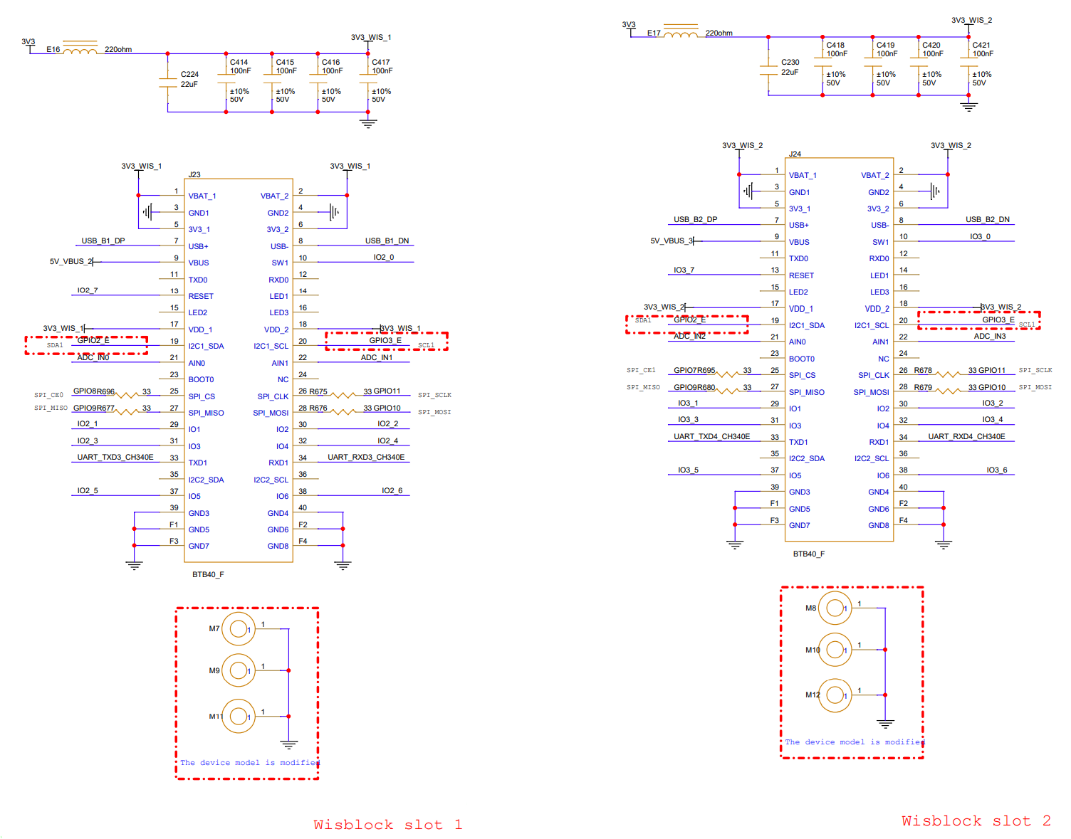 3V3
E16
220ohm
3V3_WIS_1
C224
22uF
C414
100nF
±10%
50V
C415
100nF
±10%
50V
C416
100nF
±10%
50V
C417
100nF
±10%
50V
3V3_WIS_1
3V3_WIS_1
J23
1 VBAT_1 VBAT_2 2
3 GND1 GND2 4
5 3V3_1 3V3_2 6
USB_B1_DP 7 USB+ USB- 8 USB_B1_DN
5V_VBUS_2 9 VBUS SW1 10 IO2_0
11 TXD0 RXD0 12
IO2_7 13 RESET LED1 14
15 LED2 LED3 16
3V3_WIS_1 17 VDD_1 VDD_2 18 3V3_WIS_1
SDA1 GPIO2_E 19 I2C1_SDA I2C1_SCL 20 GPIO3_E SCL1
ADC_IN0 21 AIN0 AIN1 22 ADC_IN1
23 BOOT0 NC 24
SPI_CE0 GPIO8 R696 33 25 SPI_CS SPI_CLK 26 R675 33 GPIO11 SPI_SCLK
SPI_MISO GPIO9 R677 33 27 SPI_MISO SPI_MOSI 28 R676 33 GPIO10 SPI_MOSI
IO2_1 29 IO1 IO2 30 IO2_2
IO2_3 31 IO3 IO4 32 IO2_4
UART_TXD3_CH340E 33 TXD1 RXD1 34 UART_RXD3_CH340E
35 I2C2_SDA I2C2_SCL 36
IO2_5 37 IO5 IO6 38 IO2_6
39 GND3 GND4 40
F1 GND5 GND6 F2
F3 GND7 GND8 F4
BTB40_F
M7 1 1
M9 1 1
M11 1 1
The device model is modified
Wisblock slot 1
3V3
E17
220ohm
3V3_WIS_2
C230
22uF
C418
100nF
±10%
50V
C419
100nF
±10%
50V
C420
100nF
±10%
50V
C421
100nF
±10%
50V
3V3_WIS_2
3V3_WIS_2
J24
1 VBAT_1 VBAT_2 2
3 GND1 GND2 4
5 3V3_1 3V3_2 6
USB_B2_DP 7 USB+ USB- 8 USB_B2_DN
5V_VBUS_3 9 VBUS SW1 10 IO3_0
11 TXD0 RXD0 12
IO3_7 13 RESET LED1 14
15 LED2 LED3 16
3V3_WIS_2 17 VDD_1 VDD_2 18 3V3_WIS_2
SDA1 GPIO2_E 19 I2C1_SDA I2C1_SCL 20 GPIO3_E SCL1
ADC_IN2 21 AIN0 AIN1 22 ADC_IN3
23 BOOT0 NC 24
SPI_CE1 GPIO7 R695 33 25 SPI_CS SPI_CLK 26 R678 33 GPIO11 SPI_SCLK
SPI_MISO GPIO9 R680 33 27 SPI_MISO SPI_MOSI 28 R679 33 GPIO10 SPI_MOSI
IO3_1 29 IO1 IO2 30 IO3_2
IO3_3 31 IO3 IO4 32 IO3_4
UART_TXD4_CH340E 33 TXD1 RXD1 34 UART_RXD4_CH340E
35 I2C2_SDA I2C2_SCL 36
IO3_5 37 IO5 IO6 38 IO3_6
39 GND3 GND4 40
F1 GND5 GND6 F2
F3 GND7 GND8 F4
BTB40_F
M8 1 1
M10 1 1
M12 1 1
The device model is modified
Wisblock slot 2